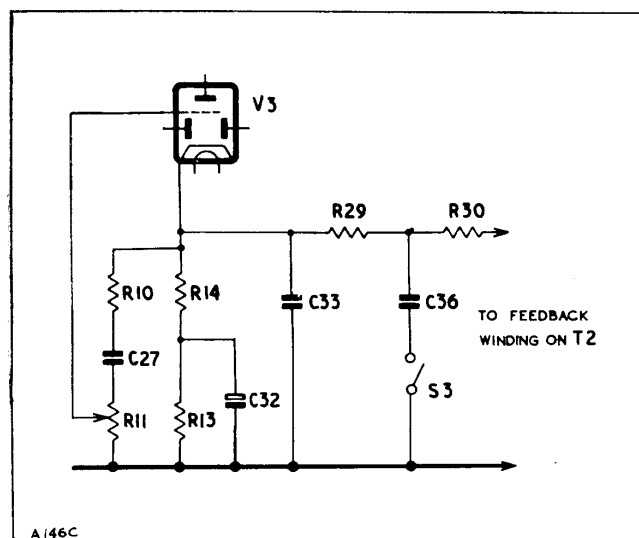 V3
R29
R30
R10
R14
C33
C36
TO FEEDBACK
WINDING ON T2
C27
S3
C32
R11
R13
A146C